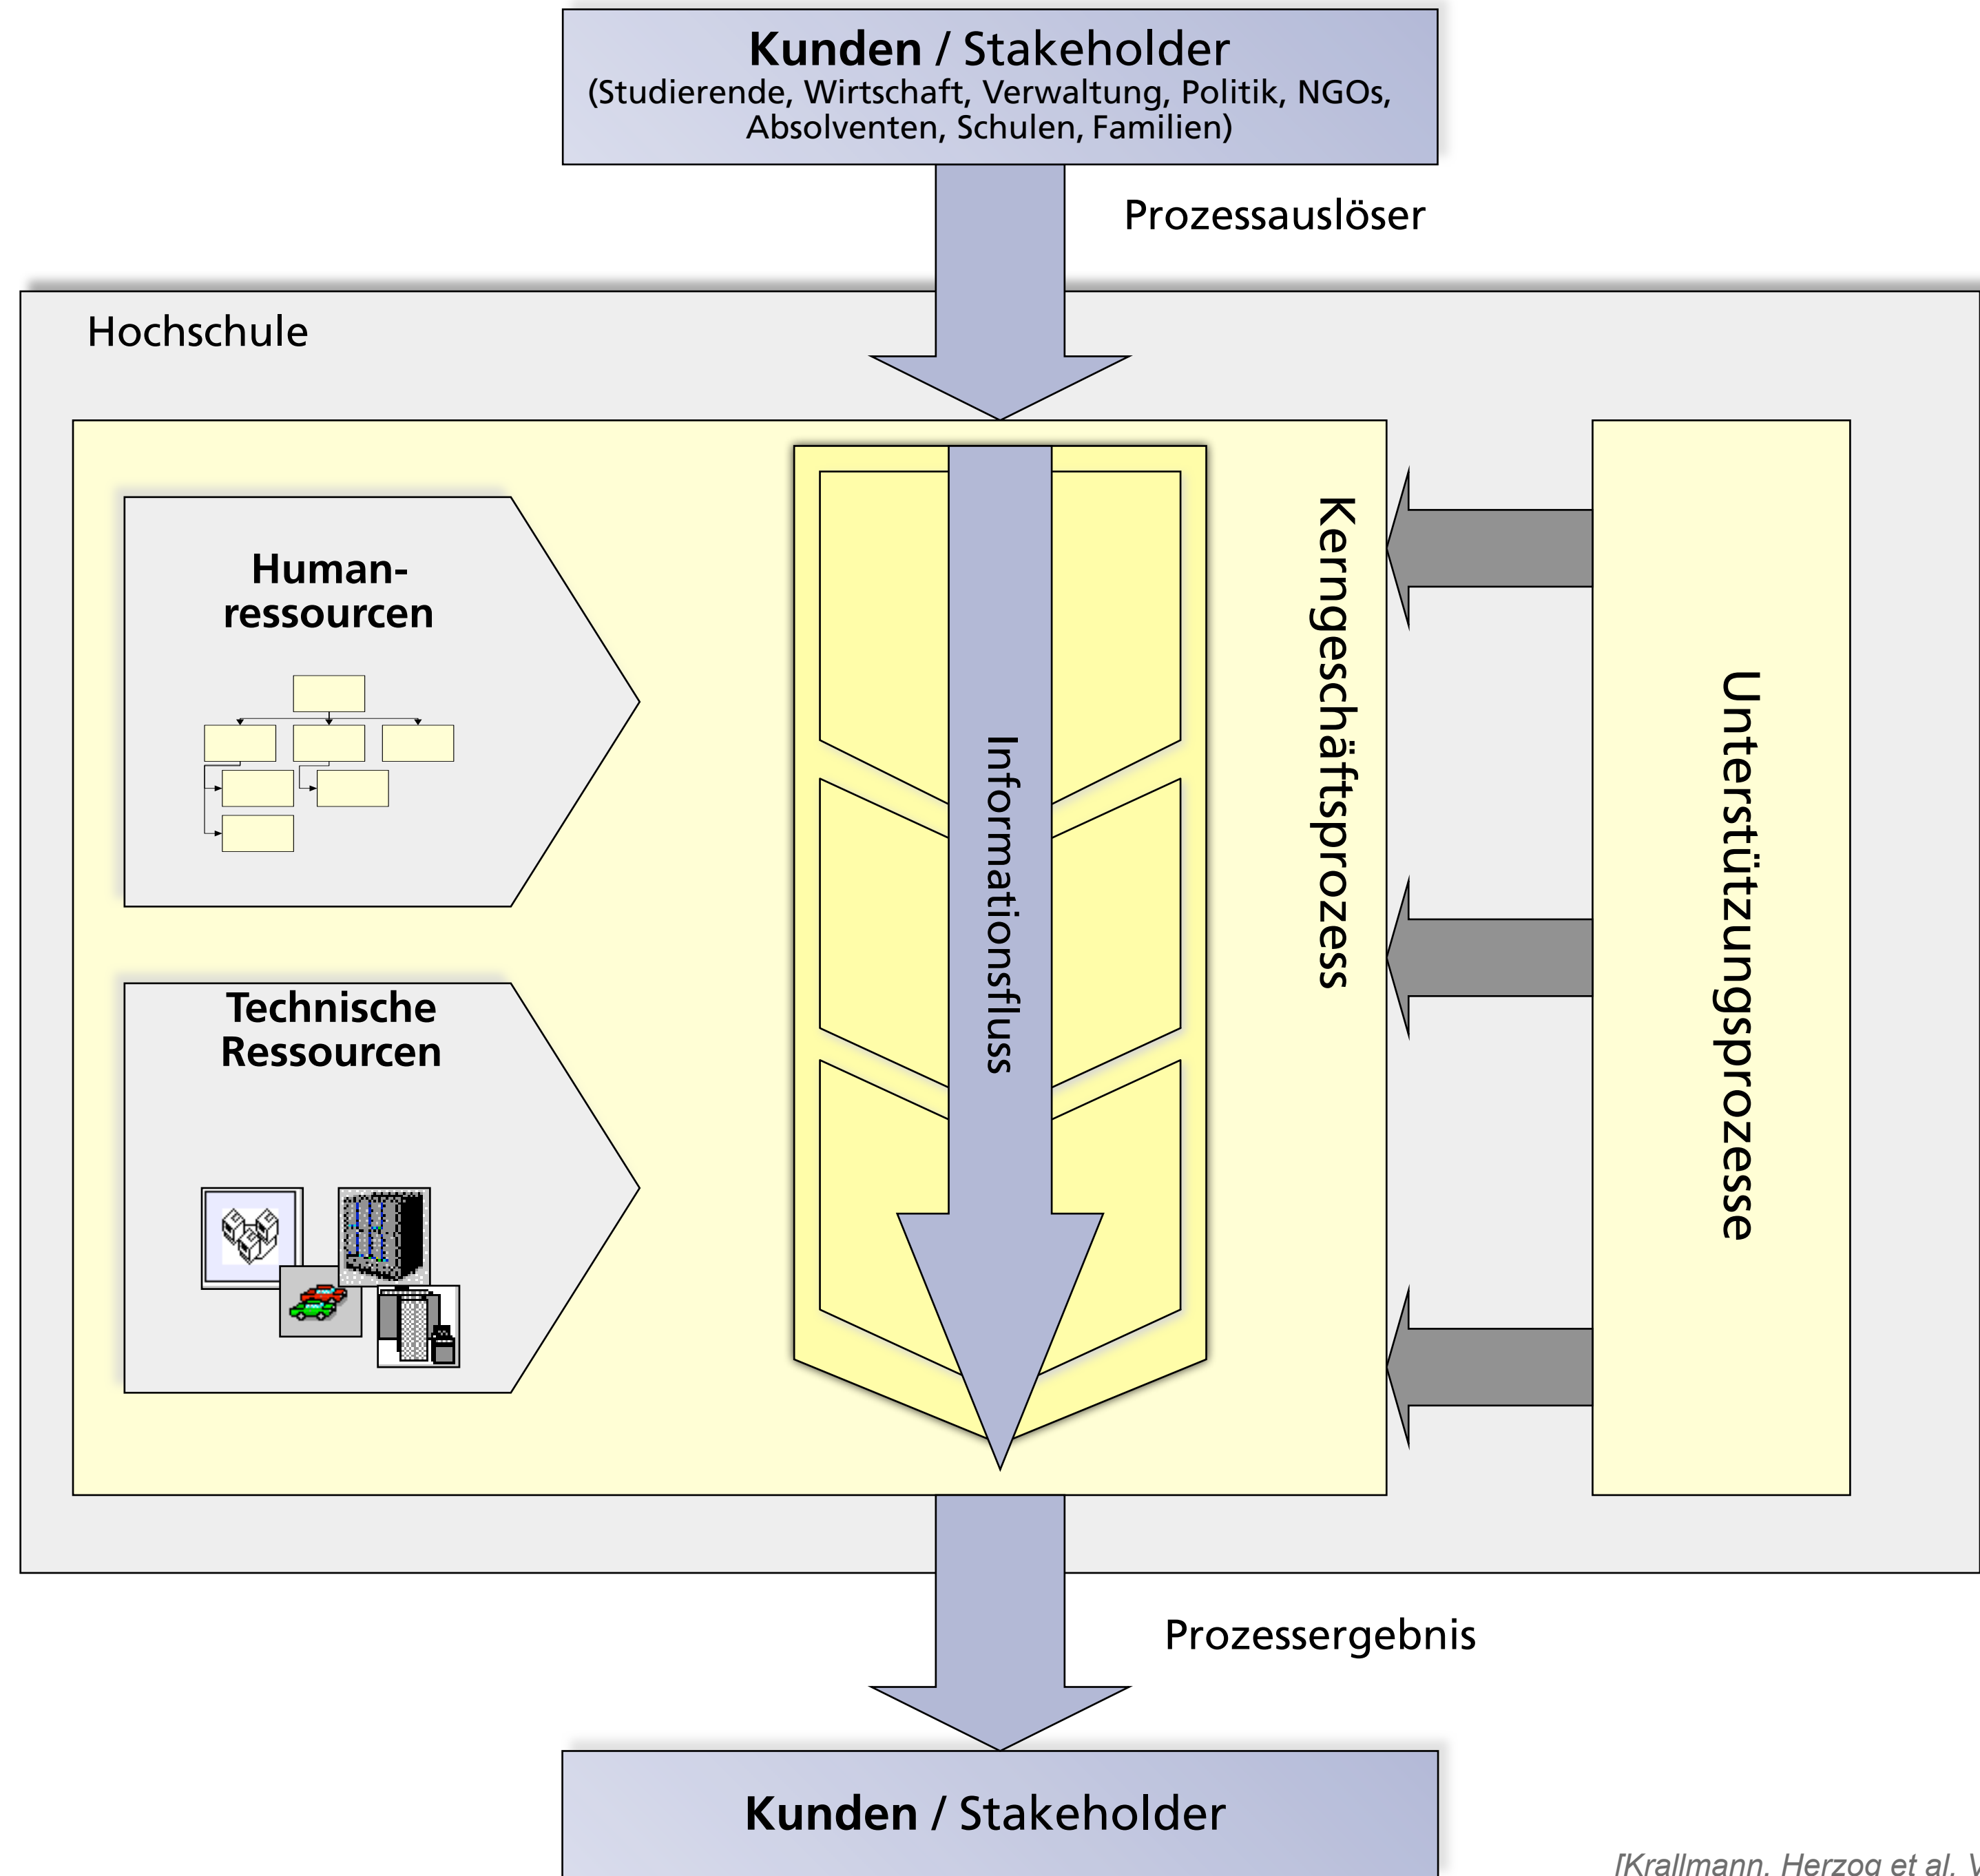 Kunden / Stakeholder
(Studierende, Wirtschaft, Verwaltung, Politik, NGOs,
Absolventen, Schulen, Familien)
Prozessauslöser
Hochschule
Human-
ressourcen
Technische
Ressourcen
Informationsfluss
Kerngeschäftsprozess
Unterstützungsprozesse
Prozessergebnis
Kunden / Stakeholder
[Krallmann, Herzog et al.